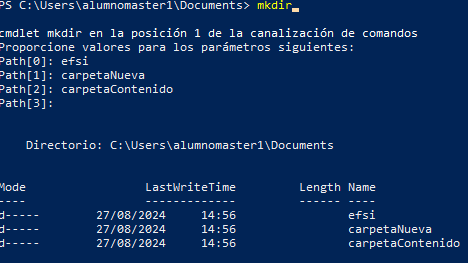 PS C:\Users\alumnomaster1\Documents> mkdir
cmdlet mkdir en la posición 1 de la canalización de comandos
Proporcione valores para los parámetros siguientes:
Path[0]: efsi
Path[1]: carpetaNueva
Path[2]: carpetaContenido
Path[3]:
Directorio: C:\Users\alumnomaster1\Documents
Mode LastWriteTime Length Name
---- ------------- ------ ----
d----- 27/08/2024 14:56 efsi
d----- 27/08/2024 14:56 carpetaNueva
d----- 27/08/2024 14:56 carpetaContenido